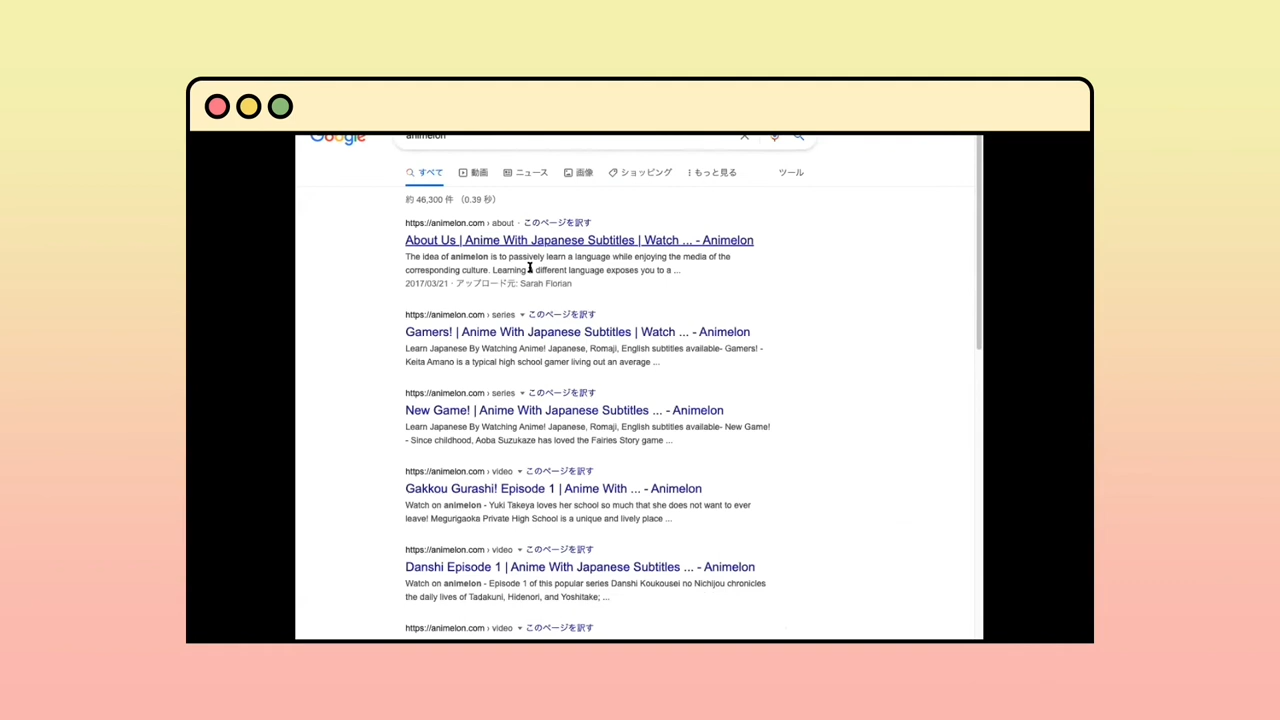 Google animelon
すべて 動画 ニュース 画像 ショッピング もっと見る ツール
約 46,300 件 （0.39 秒）
https://animelon.com › about · このページを訳す
About Us | Anime With Japanese Subtitles | Watch ... - Animelon
The idea of animelon is to passively learn a language while enjoying the media of the
corresponding culture. Learning different language exposes you to a ...
2017/03/21 · アップロード元: Sarah Florian
https://animelon.com › series このページを訳す
Gamers! | Anime With Japanese Subtitles | Watch ... - Animelon
Learn Japanese By Watching Anime! Japanese, Romaji, English subtitles available- Gamers! -
Keita Amano is a typical high school gamer living out an average ...
https://animelon.com › series このページを訳す
New Game! | Anime With Japanese Subtitles ... - Animelon
Learn Japanese By Watching Anime! Japanese, Romaji, English subtitles available- New Game!
- Since childhood, Aoba Suzukaze has loved the Fairies Story game ...
https://animelon.com › video このページを訳す
Gakkou Gurashi! Episode 1 | Anime With ... - Animelon
Watch on animelon - Yuki Takeya loves her school so much that she does not want to ever
leave! Megurigaoka Private High School is a unique and lively place ...
https://animelon.com › video このページを訳す
Danshi Episode 1 | Anime With Japanese Subtitles ... - Animelon
Watch on animelon - Episode 1 of this popular series Danshi Koukousei no Nichijou chronicles
the daily lives of Tadakuni, Hidenori, and Yoshitake; ...
https://animelon.com › video このページを訳す